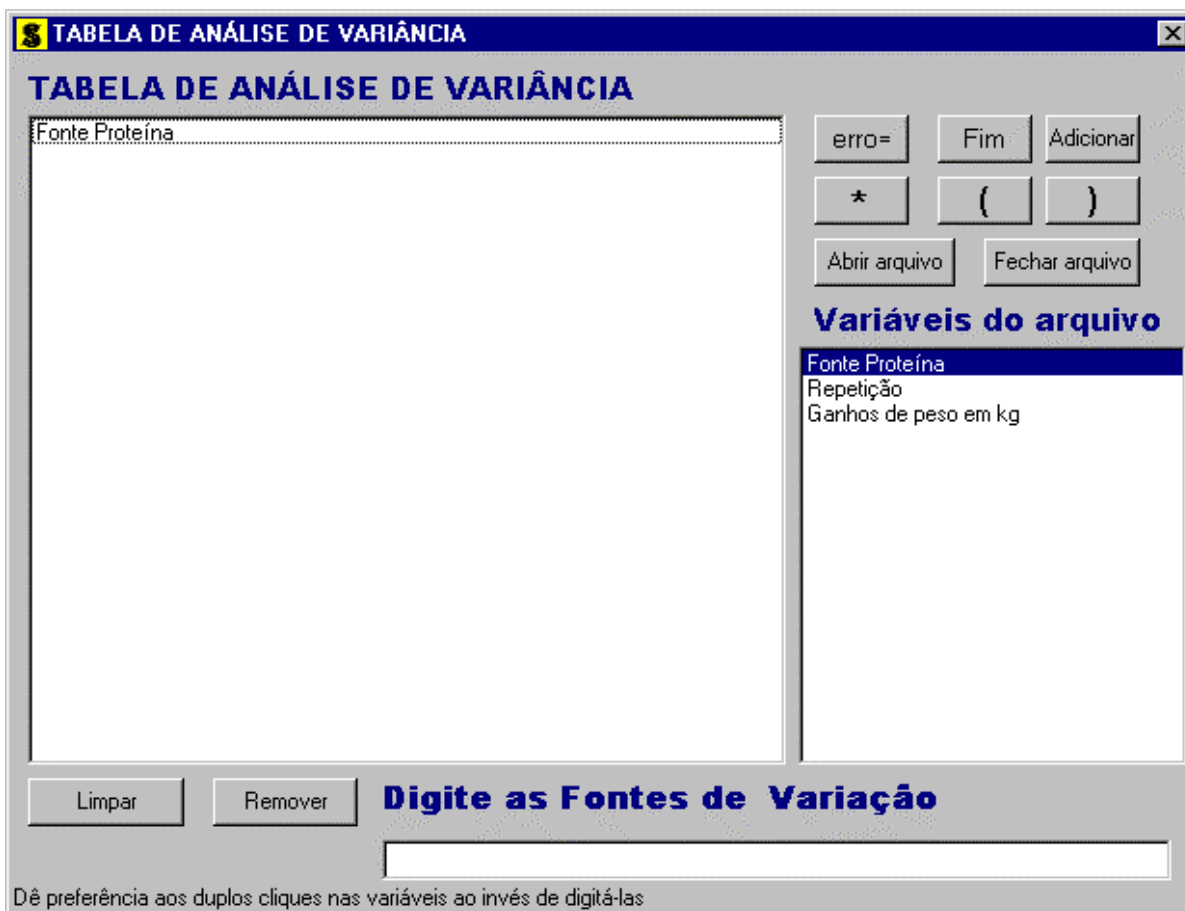 TABELA DE ANÁLISE DE VARIÂNCIA
TABELA DE ANÁLISE DE VARIÂNCIA
Fonte Proteína
erro= Fim Adicionar
* ( )
Abrir arquivo Fechar arquivo
Variáveis do arquivo
Fonte Proteína
Repetição
Ganhos de peso em kg
Limpar Remover Digite as Fontes de Variação
Dê preferência aos duplos cliques nas variáveis ao invés de digitá-las